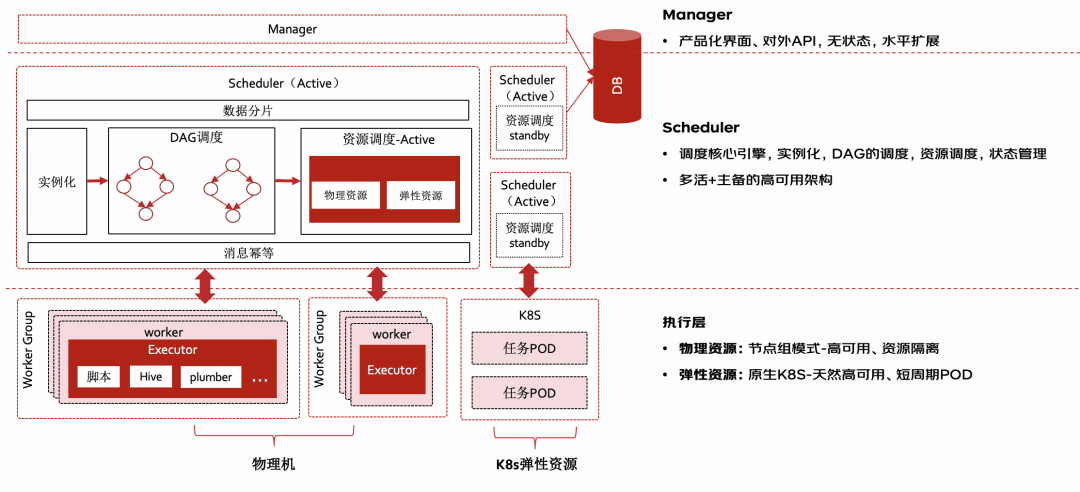 Manager
DB
Manager
• 产品化界面、对外API，无状态，水平扩展
Scheduler（Active）
数据分片
实例化
DAG调度
资源调度-Active
物理资源
弹性资源
消息幂等
Scheduler
（Active）
资源调度
standby
Scheduler
（Active）
资源调度
standby
Scheduler
• 调度核心引擎，实例化，DAG的调度，资源调度，状态管理
• 多活+主备的高可用架构
Worker Group
worker
Executor
脚本
Hive
plumber
...
Worker Group
worker
Executor
K8S
任务POD
任务POD
物理机
K8s弹性资源
执行层
• 物理资源：节点组模式-高可用、资源隔离
• 弹性资源：原生K8S-天然高可用、短周期POD